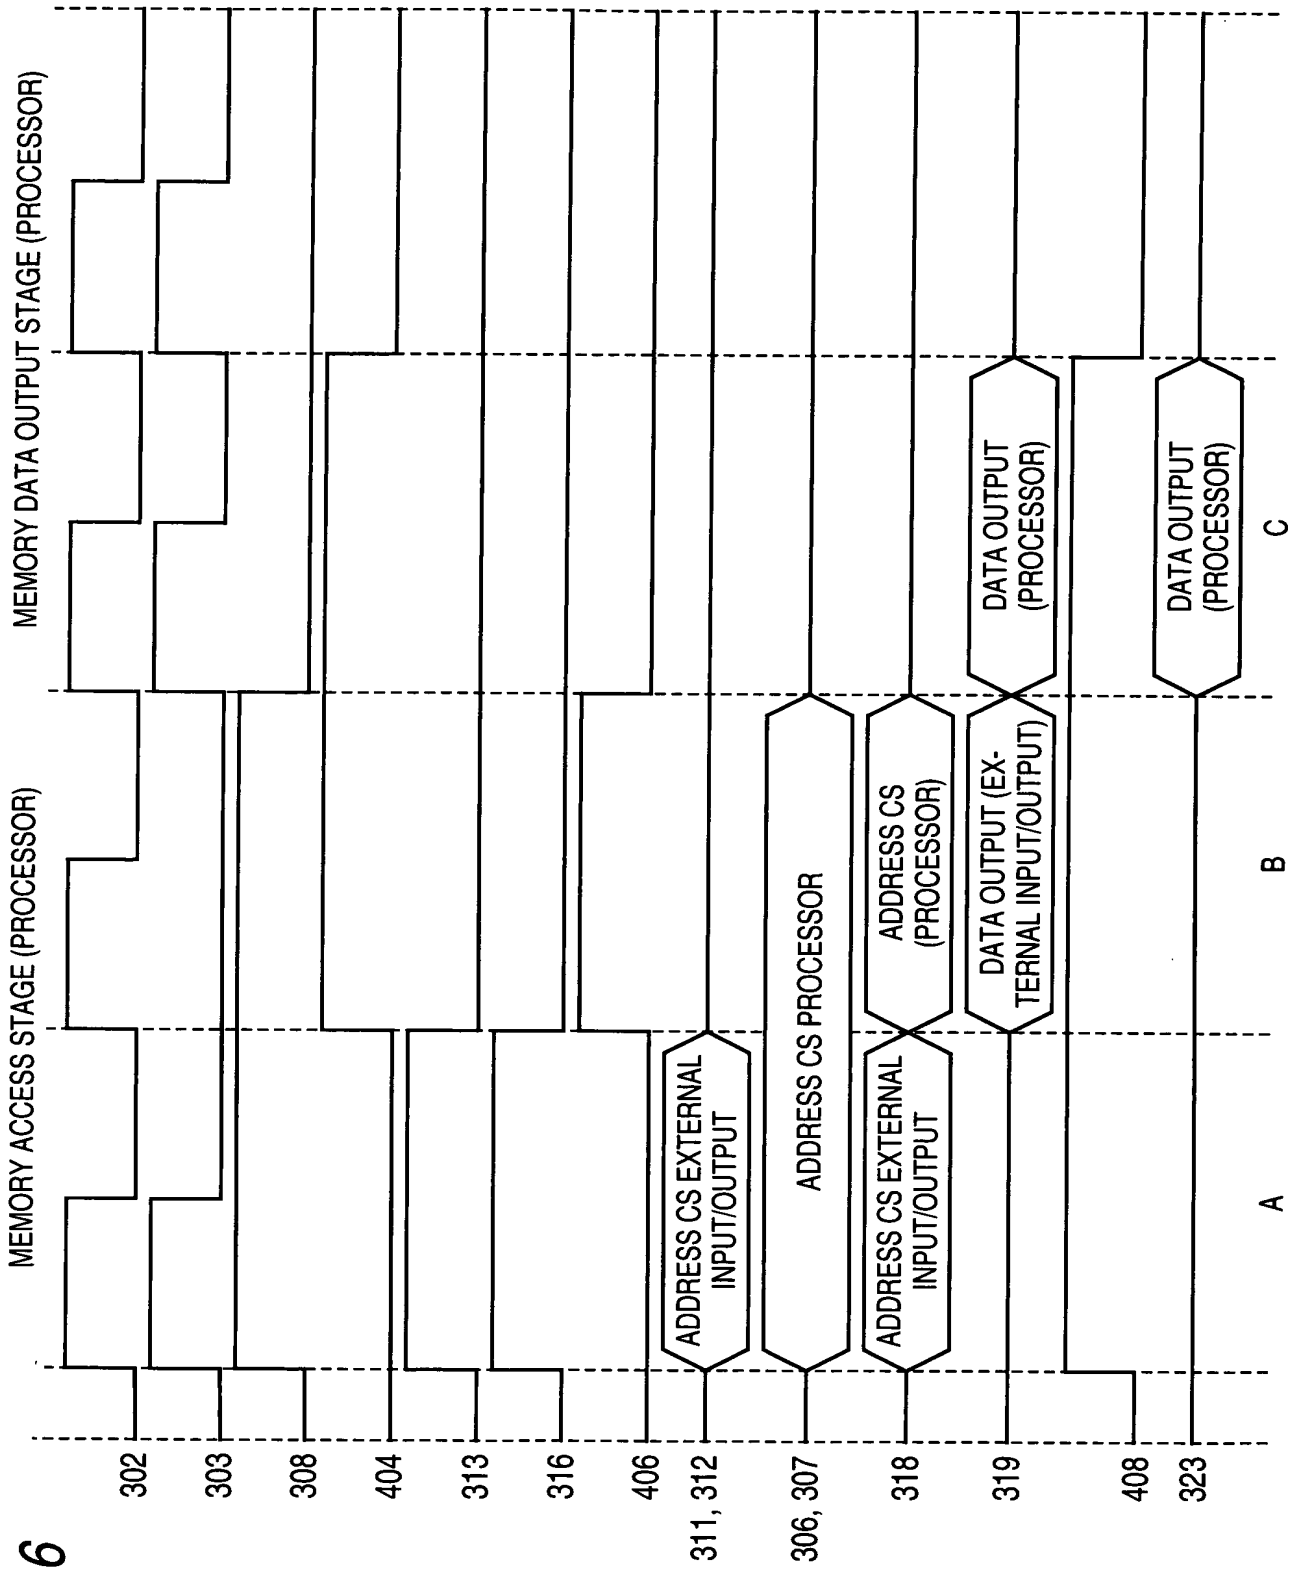 6
MEMORY ACCESS STAGE (PROCESSOR)
MEMORY DATA OUTPUT STAGE (PROCESSOR)
302
303
308
404
313
316
406
311, 312
ADDRESS CS EXTERNAL
INPUT/OUTPUT
306, 307
ADDRESS CS PROCESSOR
318
ADDRESS CS EXTERNAL
INPUT/OUTPUT
ADDRESS CS
(PROCESSOR)
319
DATA OUTPUT (EX-
TERNAL INPUT/OUTPUT)
DATA OUTPUT
(PROCESSOR)
408
323
DATA OUTPUT
(PROCESSOR)
A
B
C